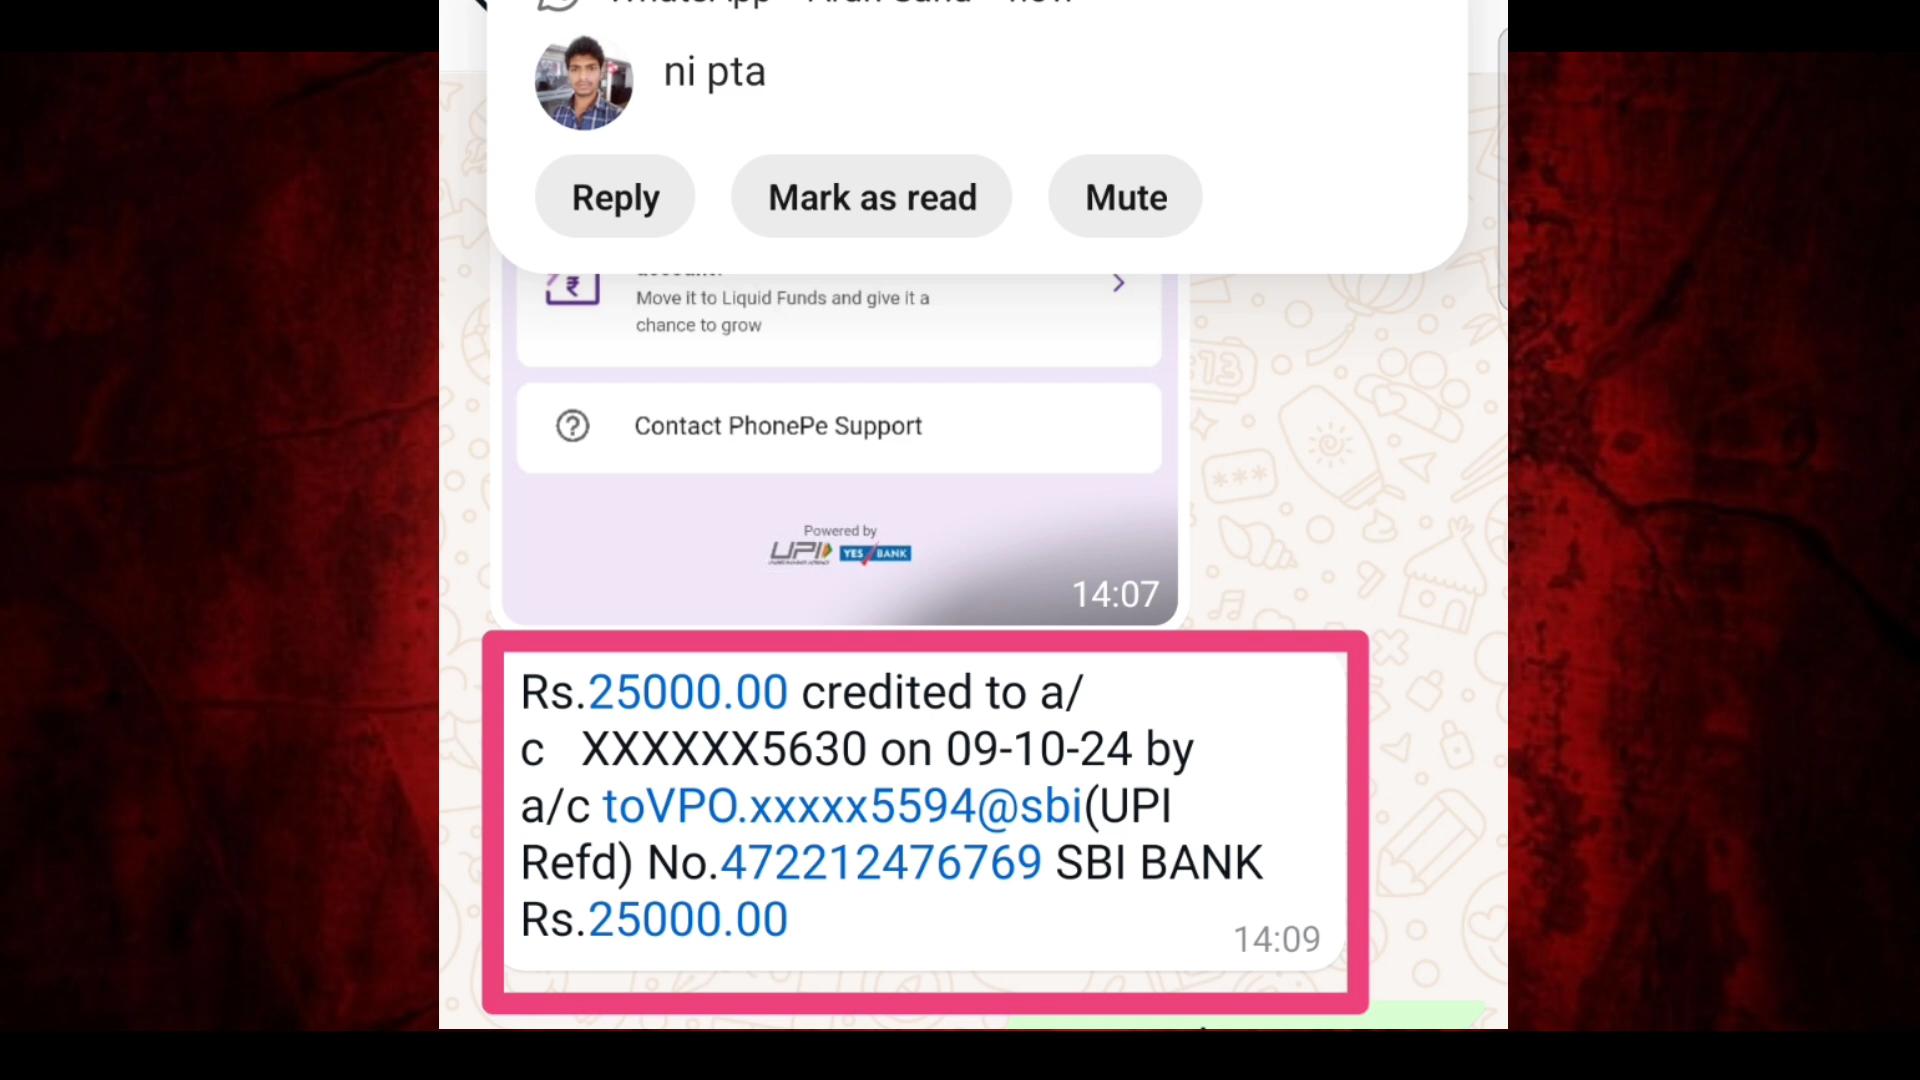 ni pta
Reply Mark as read Mute
Move it to Liquid Funds and give it a
chance to grow
Contact PhonePe Support
Powered by
UPI YES BANK
14:07
Rs.25000.00 credited to a/
c XXXXXX5630 on 09-10-24 by
a/c toVPO.xxxxx5594@sbi(UPI
Refd) No.472212476769 SBI BANK
Rs.25000.00
14:09